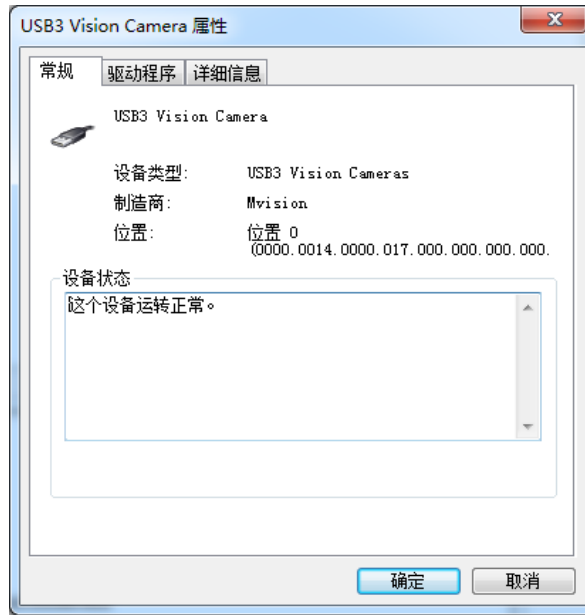 USB3 Vision Camera 属性
常规 驱动程序 详细信息
USB3 Vision Camera
设备类型: USB3 Vision Cameras
制造商: Mvision
位置: 位置 0
(0000.0014.0000.017.000.000.000.000.
设备状态
这个设备运转正常。
确定 取消